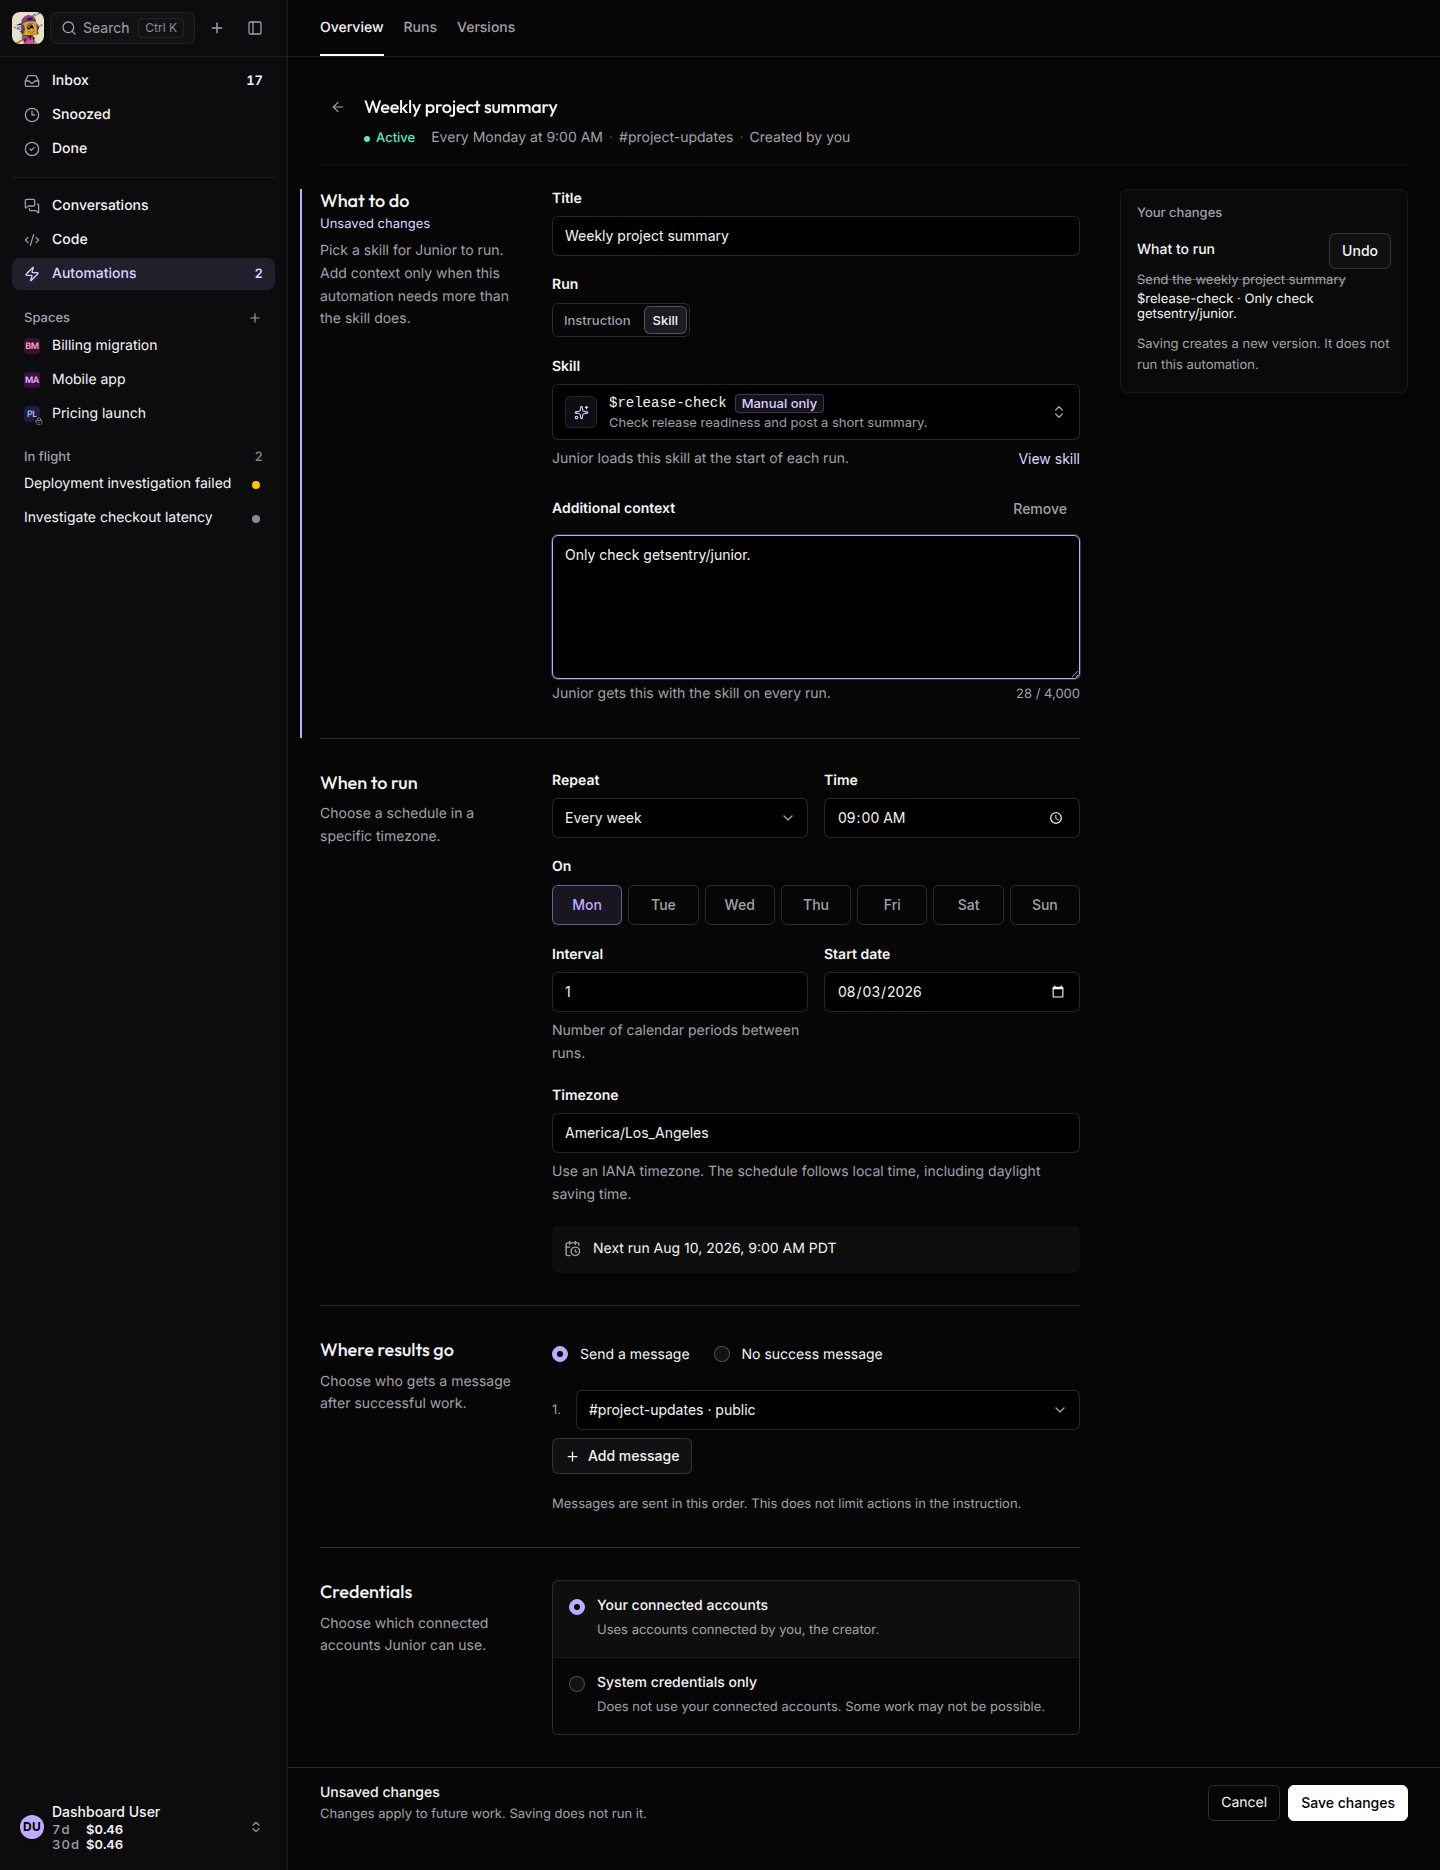 Search
Ctrl K
Inbox
17
Snoozed
Done
Conversations
Code
Automations
2
Spaces
BM
Billing migration
MA
Mobile app
PL
Pricing launch
In flight
2
Deployment investigation failed
Investigate checkout latency
DU
Dashboard User
7d $0.46
30d $0.46
Overview
Runs
Versions
Weekly project summary
Active
Every Monday at 9:00 AM · #project-updates · Created by you
What to do
Unsaved changes
Pick a skill for Junior to run.
Add context only when this
automation needs more than
the skill does.
Title
Weekly project summary
Run
Instruction
Skill
Skill
$release-check
Manual only
Check release readiness and post a short summary.
Junior loads this skill at the start of each run.
View skill
Additional context
Remove
Only check getsentry/junior.
Junior gets this with the skill on every run.
28 / 4,000
Your changes
What to run
Undo
Send the weekly project summary
$release-check · Only check
getsentry/junior.
Saving creates a new version. It does not
run this automation.
When to run
Choose a schedule in a
specific timezone.
Repeat
Every week
Time
09:00 AM
On
Mon
Tue
Wed
Thu
Fri
Sat
Sun
Interval
1
Number of calendar periods between
runs.
Start date
08/03/2026
Timezone
America/Los_Angeles
Use an IANA timezone. The schedule follows local time, including daylight
saving time.
Next run Aug 10, 2026, 9:00 AM PDT
Where results go
Choose who gets a message
after successful work.
Send a message
No success message
1.
#project-updates · public
Add message
Messages are sent in this order. This does not limit actions in the instruction.
Credentials
Choose which connected
accounts Junior can use.
Your connected accounts
Uses accounts connected by you, the creator.
System credentials only
Does not use your connected accounts. Some work may not be possible.
Unsaved changes
Changes apply to future work. Saving does not run it.
Cancel
Save changes